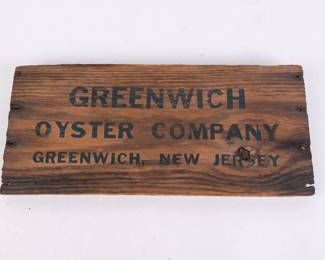 GREENWICH
OYSTER COMPANY
GREENWICH, NEW JERSEY